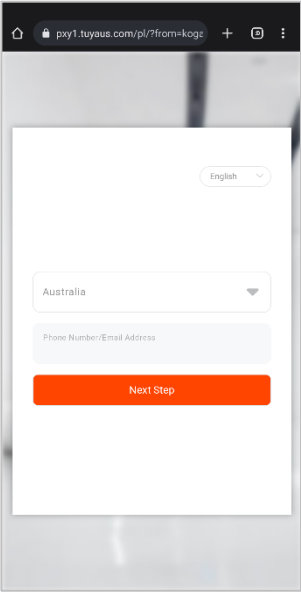 pxy1.tuyaus.com/pl/?from=koga
English
Australia
Phone Number/Email Address
Next Step